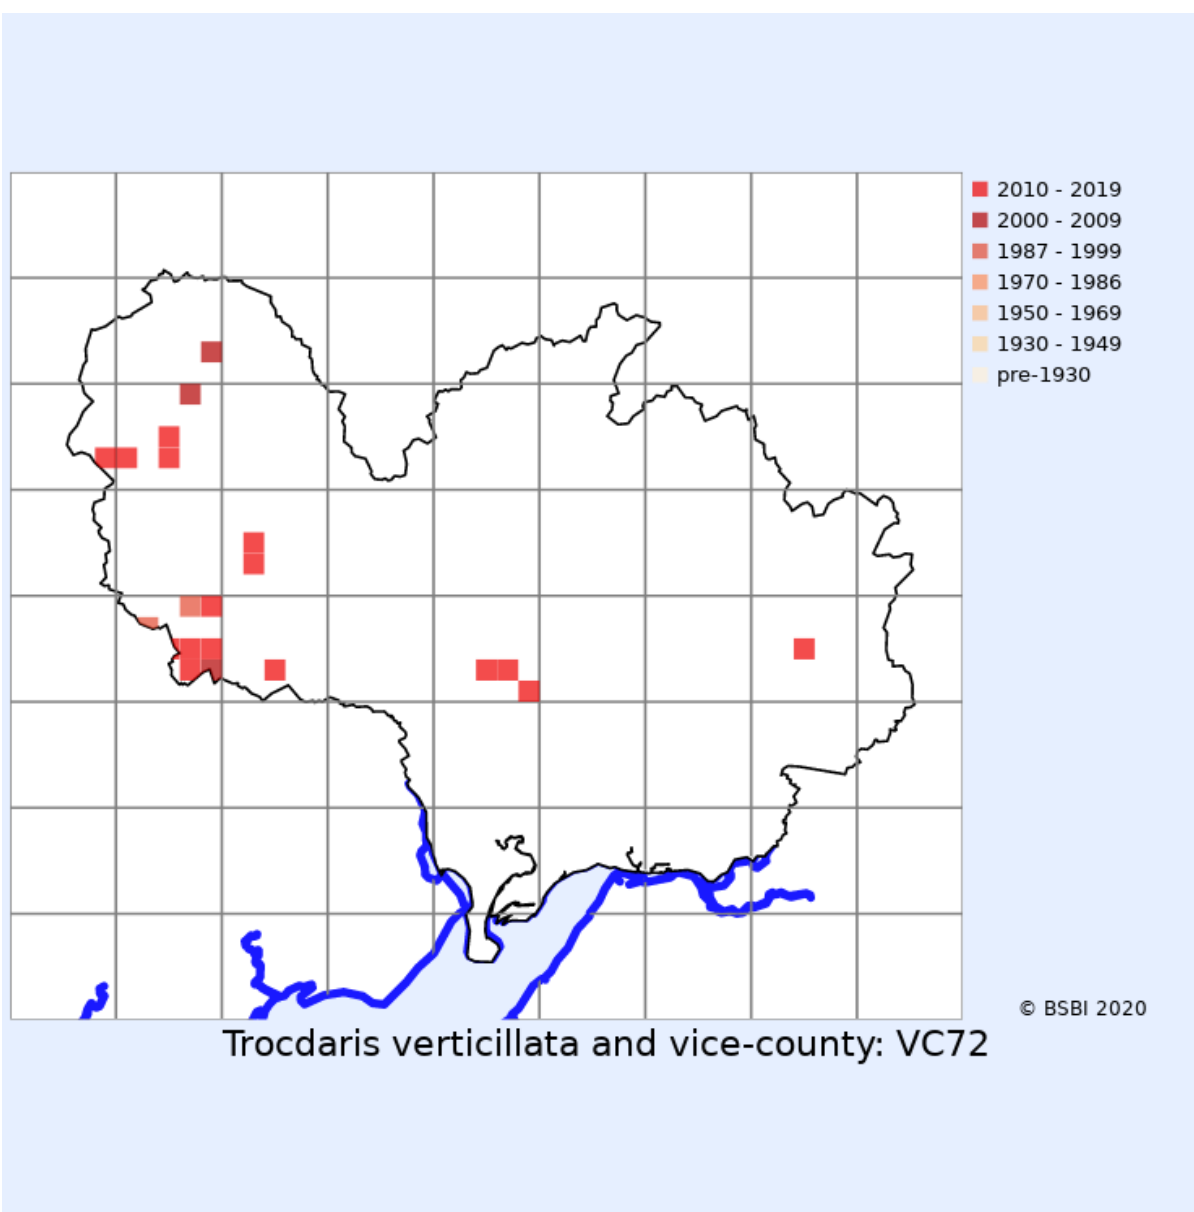 2010 - 2019
2000 - 2009
1987 - 1999
1970 - 1986
1950 - 1969
1930 - 1949
pre-1930
© BSBI 2020
Trocdaris verticillata and vice-county: VC72